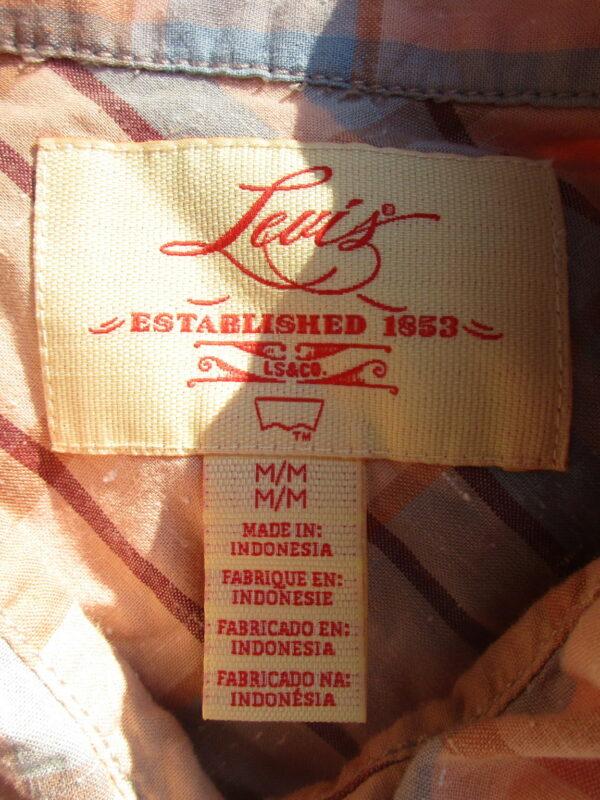 Levi's®
ESTABLISHED 1853
LS&CO.
TM
M/M
M/M
MADE IN:
INDONESIA
FABRIQUE EN:
INDONESIE
FABRICADO EN:
INDONESIA
FABRICADO NA:
INDONÉSIA